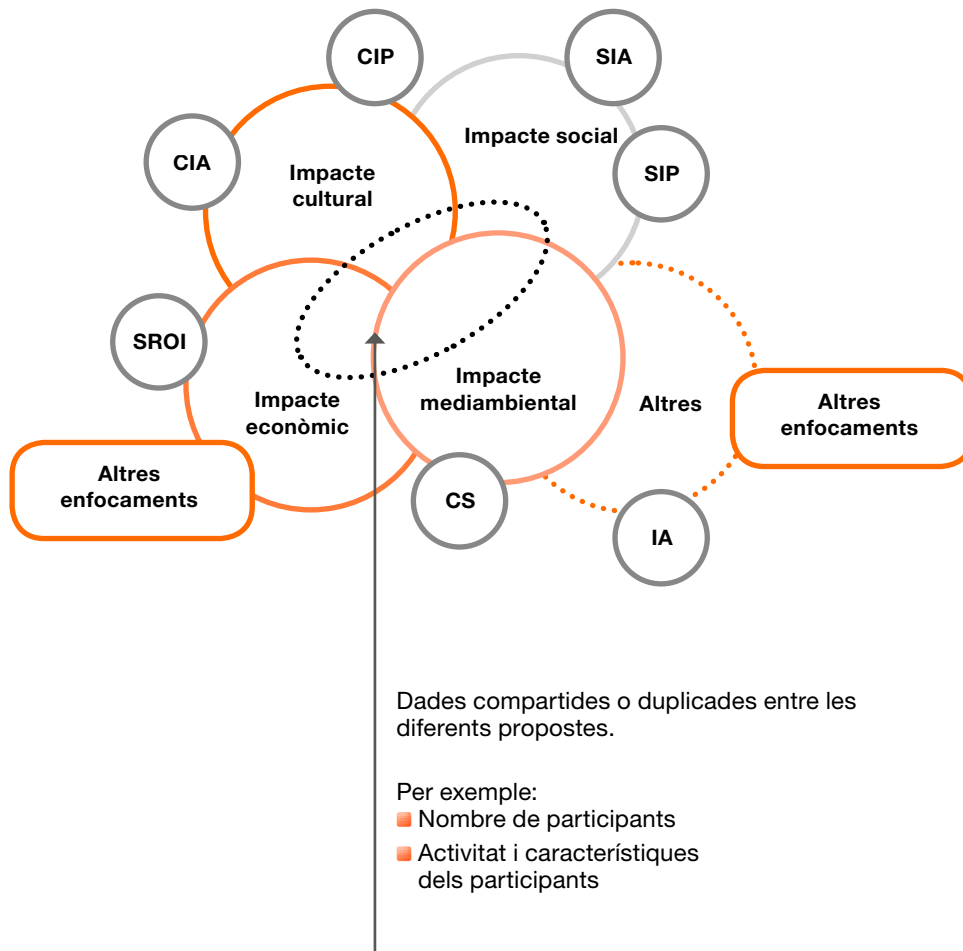 CIP
SIA
Impacte social
CIA
Impacte
cultural
SIP
SROI
Impacte
econòmic
Impacte
mediambiental
Altres
Altres
enfocaments
Altres
enfocaments
CS
IA
Dades compartides o duplicades entre les
diferents propostes.
Per exemple:
Nombre de participants
Activitat i característiques
dels participants